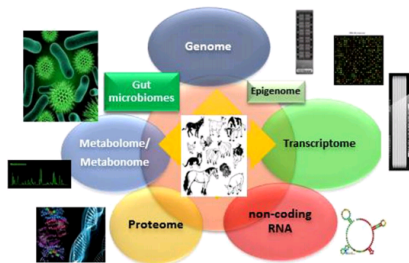 Genome
Gut
microbiomes
Epigenome
Metabolome/
Metabonome
Transcriptome
Proteome
non-coding
RNA